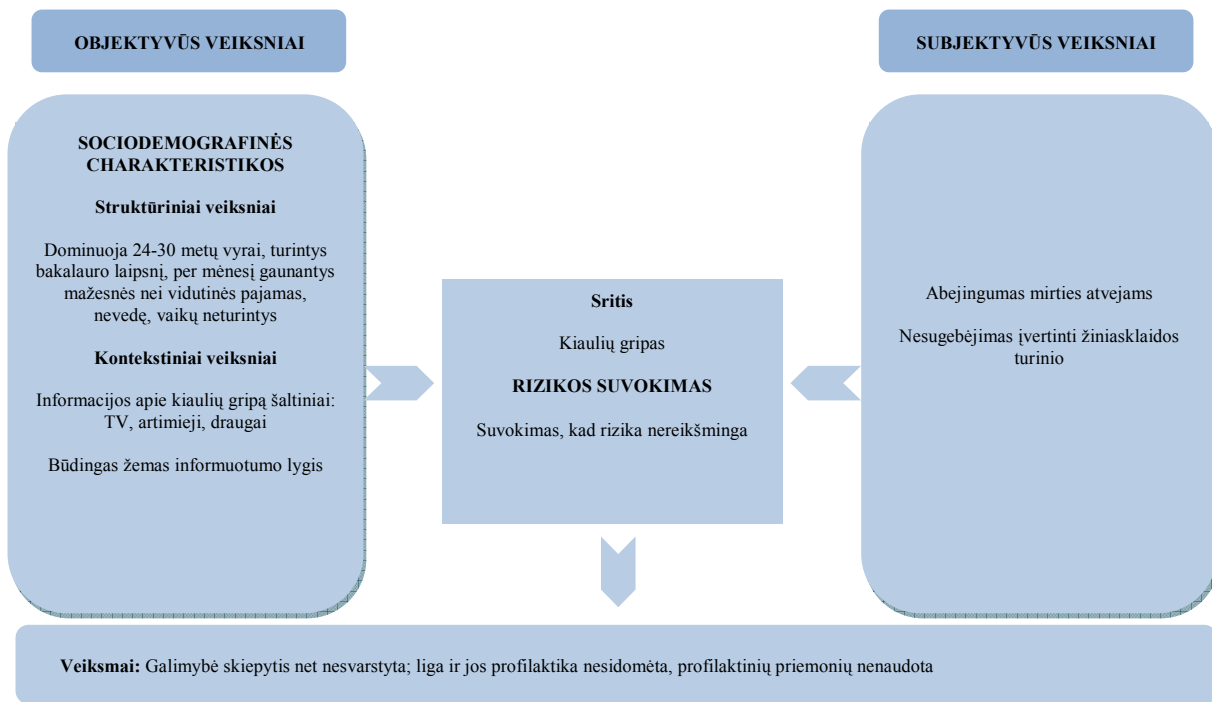 OBJEKTYVŪS VEIKSNIAI
SOCIODEMOGRAFINĖS
CHARAKTERISTIKOS
Struktūriniai veiksniai
Dominuoja 24-30 metų vyrai, turintys
bakalauro laipsnį, per mėnesį gaunantys
mažesnės nei vidutinės pajamas,
nevedę, vaikų neturintys
Kontekstiniai veiksniai
Informacijos apie kiaulių gripą šaltiniai:
TV, artimieji, draugai
Būdingas žemas informuotumo lygis
Sritis
Kiaulių gripas
RIZIKOS SUVOKIMAS
Suvokimas, kad rizika nereikšminga
SUBJEKTYVŪS VEIKSNIAI
Abejingumas mirties atvejams
Nesugebėjimas įvertinti žiniasklaidos
turinio
Veiksmai: Galimybė skiepytis net nesvarstyta; liga ir jos profilaktika nesidomėta, profilaktinių priemonių nenaudota